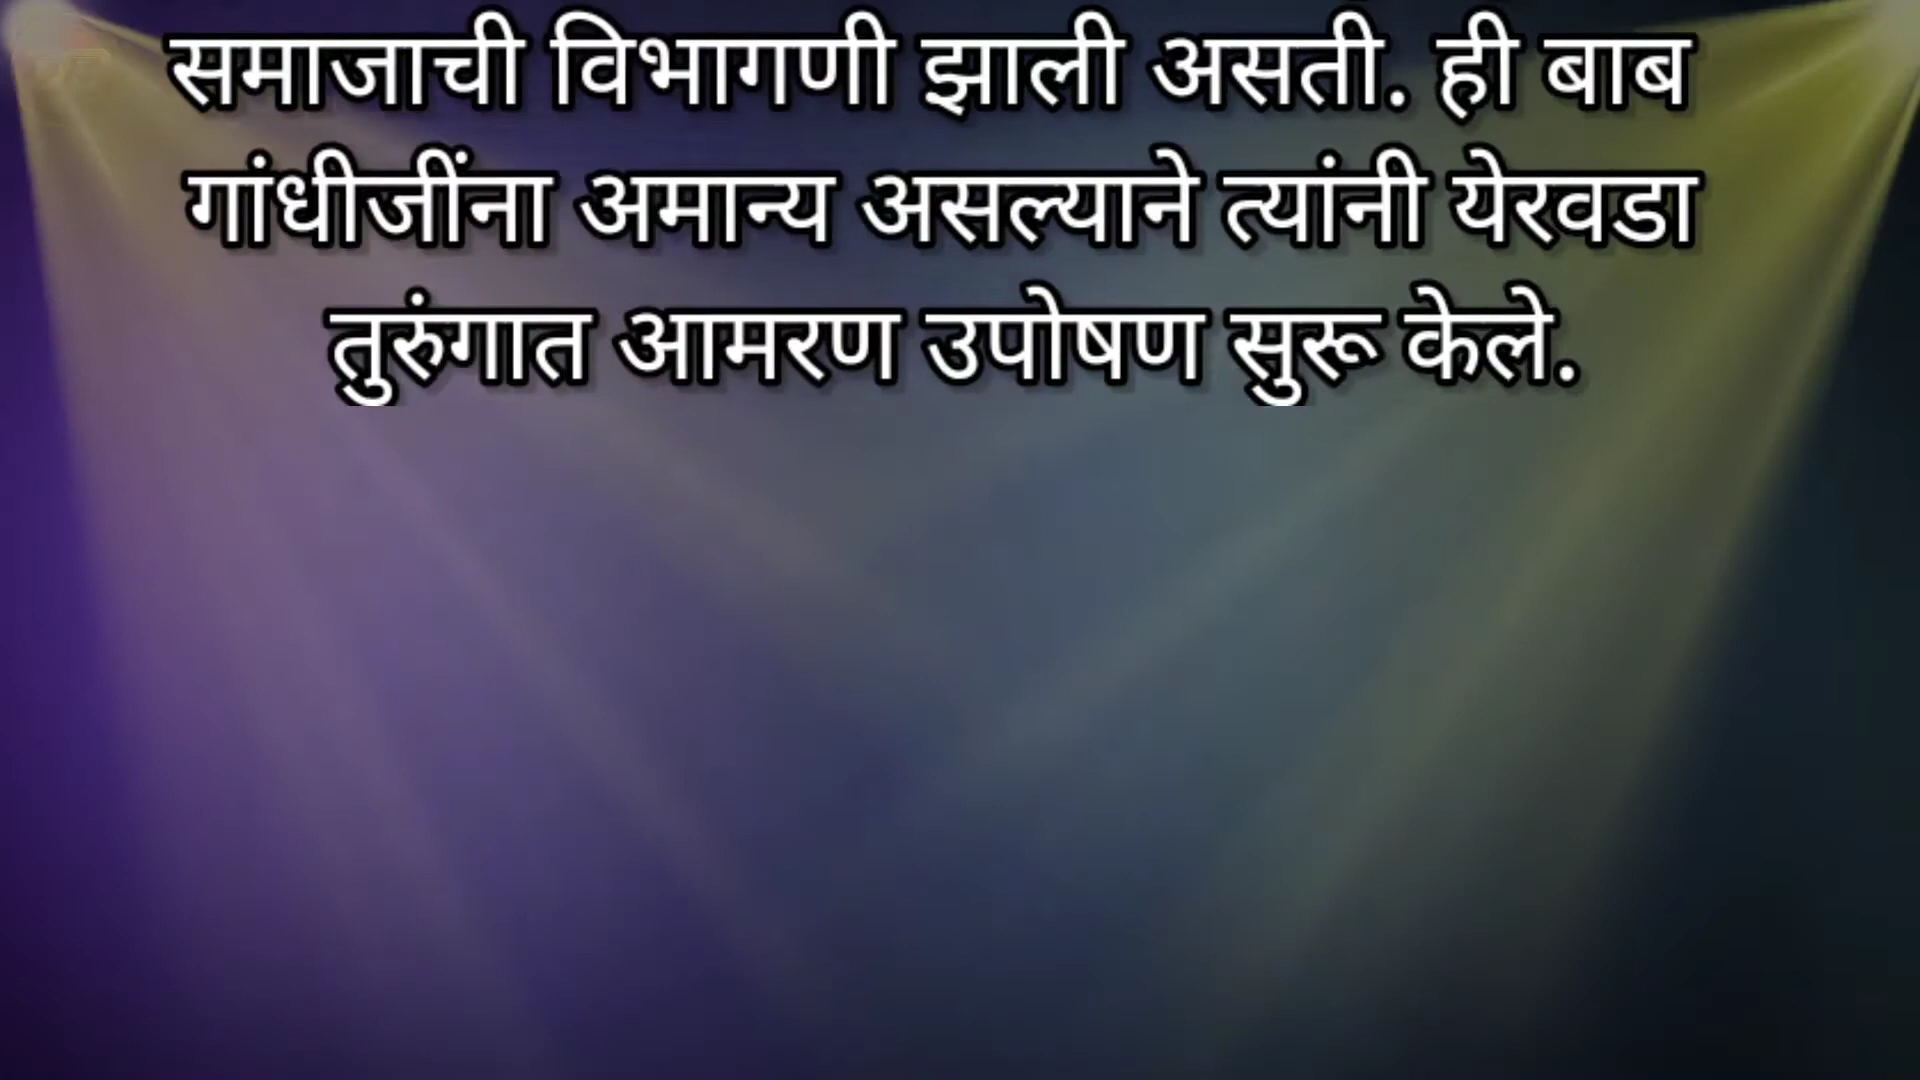 समाजाची विभागणी झाली असती. ही बाब
गांधीजींना अमान्य असल्याने त्यांनी येरवडा
तुरुंगात आमरण उपोषण सुरू केले.